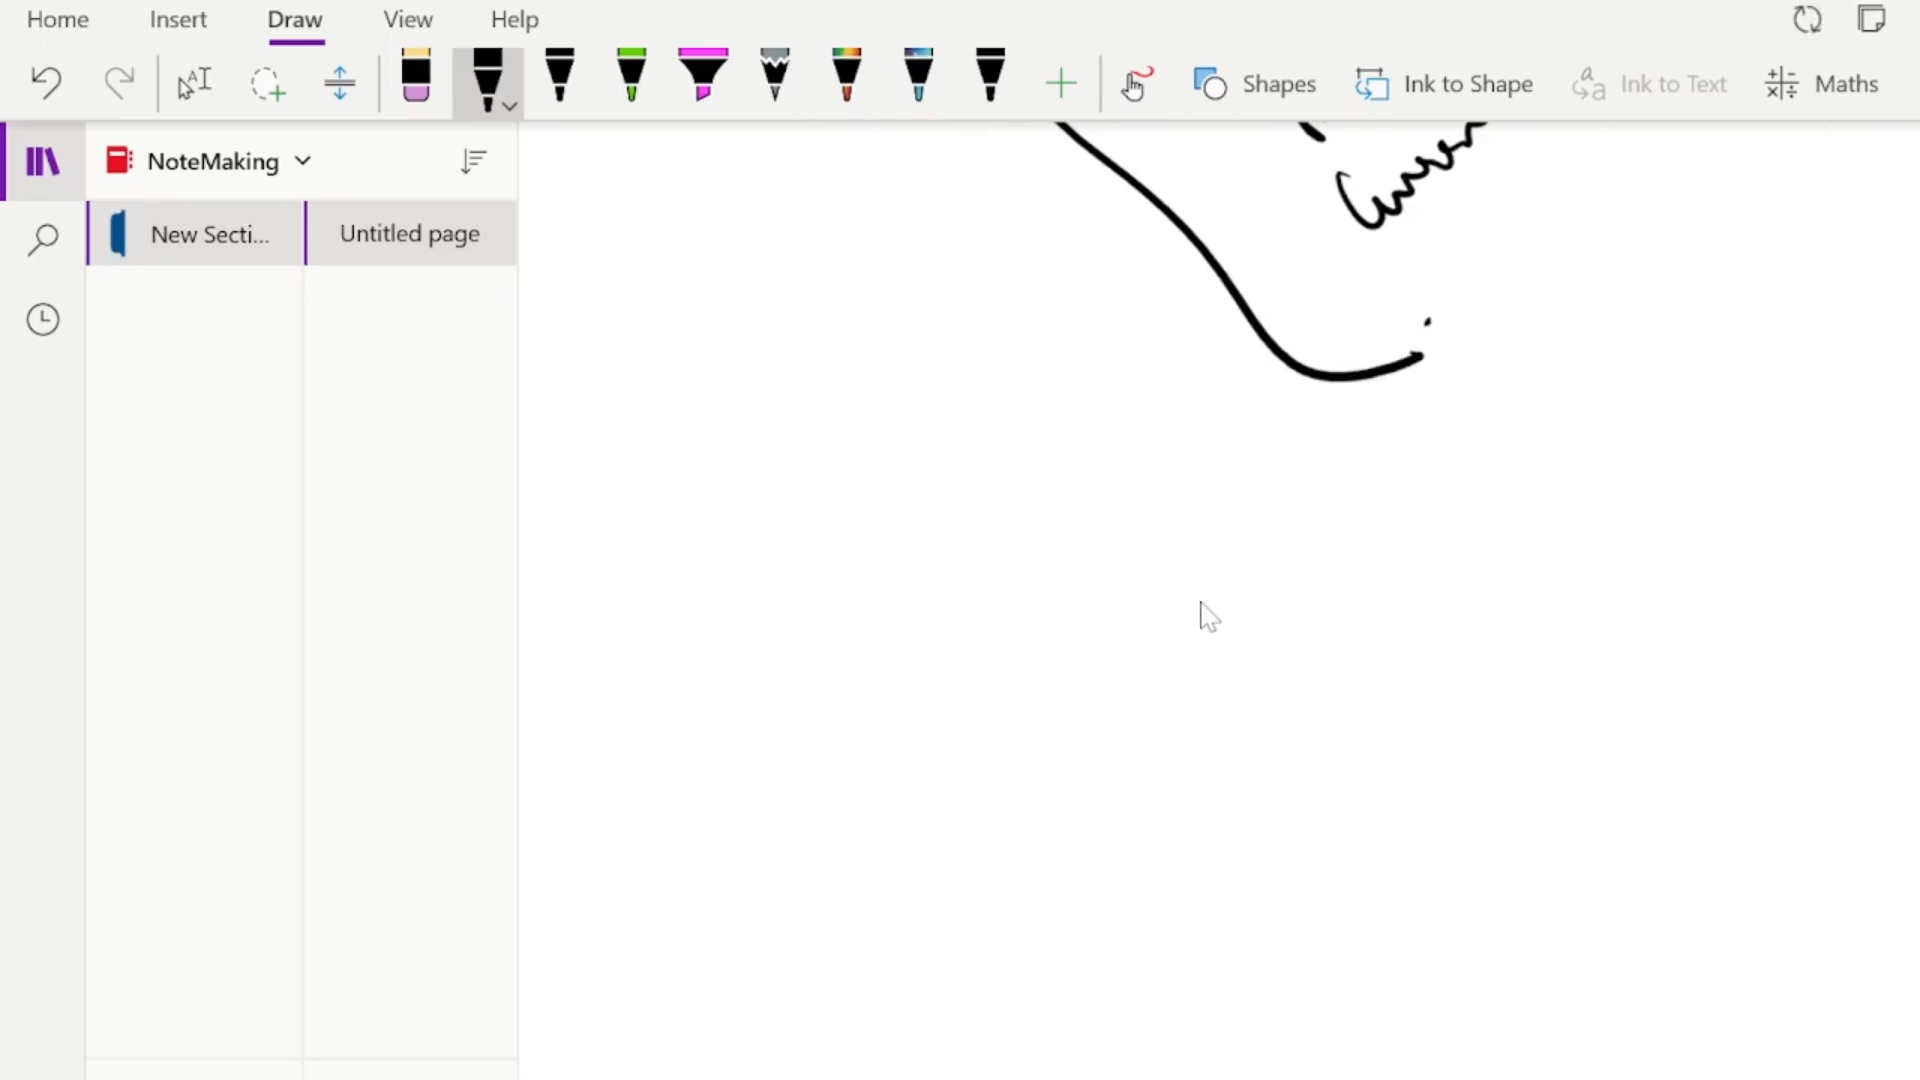 Home Insert Draw View Help
Shapes Ink to Shape Ink to Text Maths
NoteMaking
New Secti... Untitled page